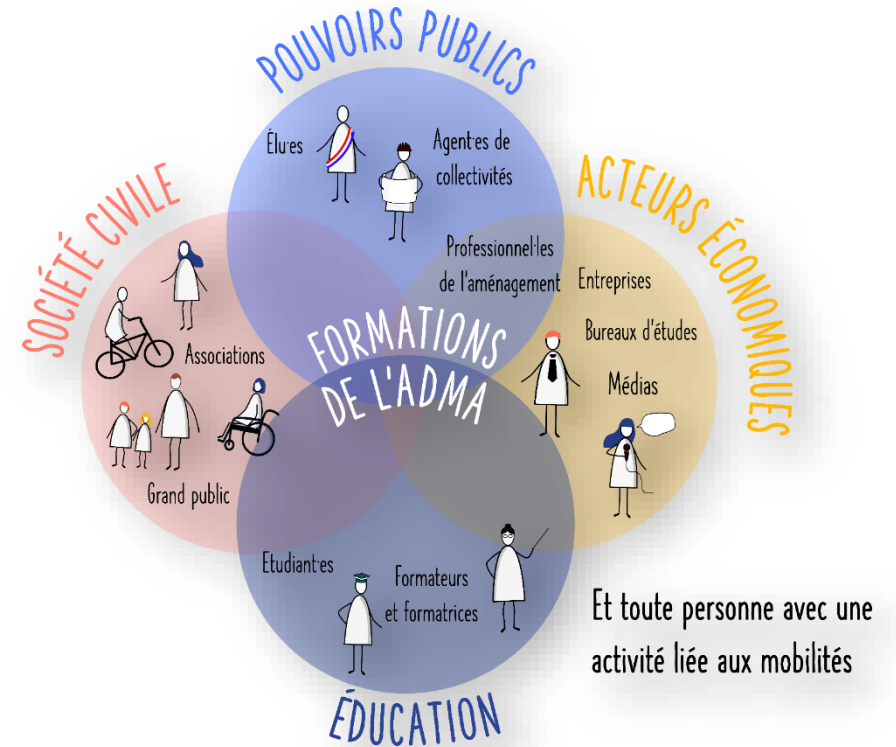 POUVOIRS PUBLICS
Élu·es
Agent·es de
collectivités
SOCIÉTÉ CIVILE
ACTEURS ÉCONOMIQUES
Professionnel·les
de l'aménagement
Entreprises
Bureaux d'études
Médias
Associations
Grand public
FORMATIONS
DE L'ADMA
Etudiant·es
Formateurs
et formatrices
ÉDUCATION
Et toute personne avec une
activité liée aux mobilités